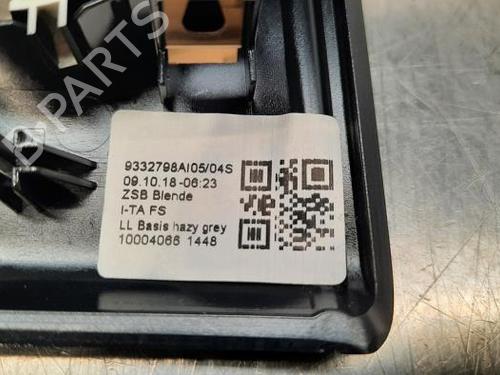 B-PARTS
9332798AI05/04S
09.10.18-06:23
ZSB Blende
I-TA FS
LL Basis hazy grey
10004066 1448